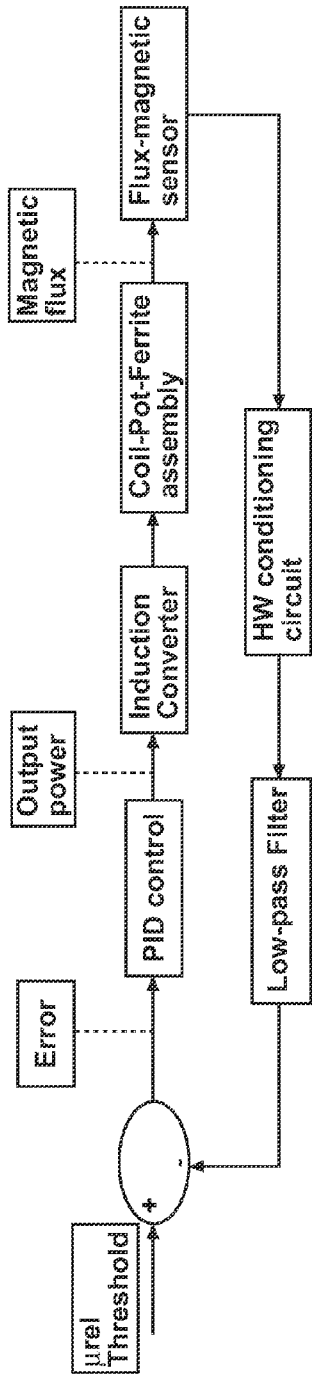 µrel
Threshold
+
-
Error
PID control
Output
power
Induction
Converter
Coil-Pot-Ferrite
assembly
Magnetic
flux
Flux-magnetic
sensor
HW conditioning
circuit
Low-pass Filter